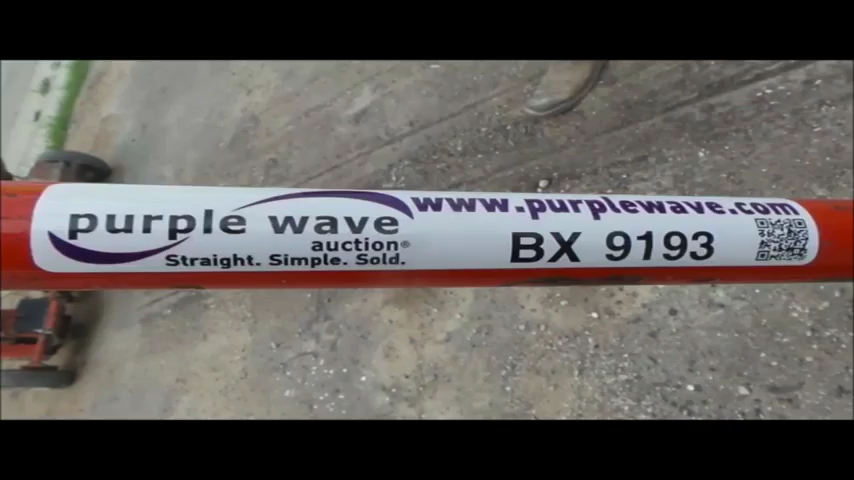 purple wave
auction®
Straight. Simple. Sold.
www.purplewave.com
BX 9193